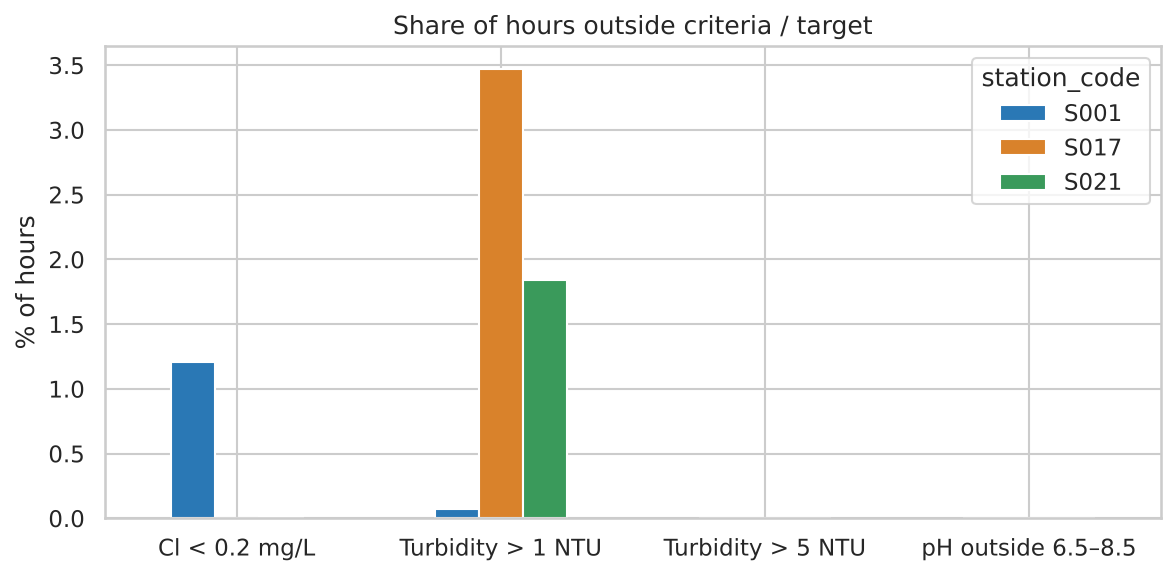 Share of hours outside criteria / target
station_code
S001
S017
S021
% of hours
3.5
3.0
2.5
2.0
1.5
1.0
0.5
0.0
Cl < 0.2 mg/L
Turbidity > 1 NTU
Turbidity > 5 NTU
pH outside 6.5–8.5